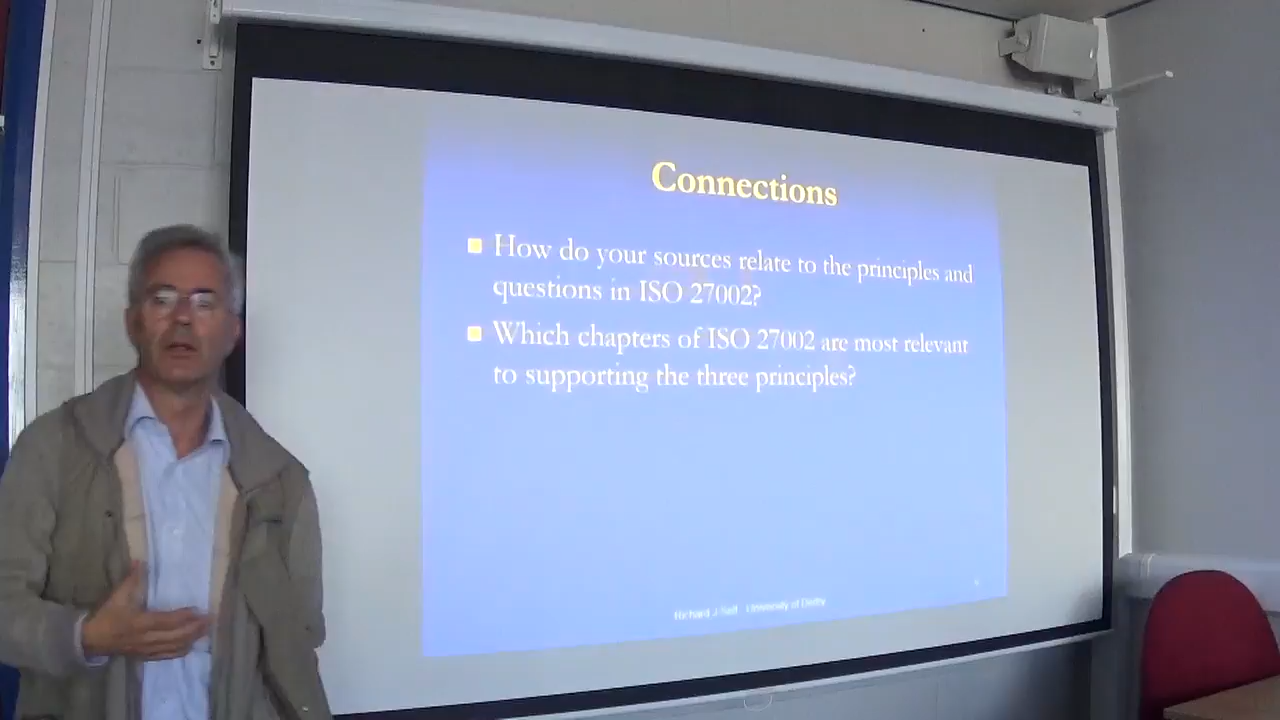 Connections
How do your sources relate to the principles and
questions in ISO 27002?
Which chapters of ISO 27002 are most relevant
to supporting the three principles?
Richard J Self University of Derby